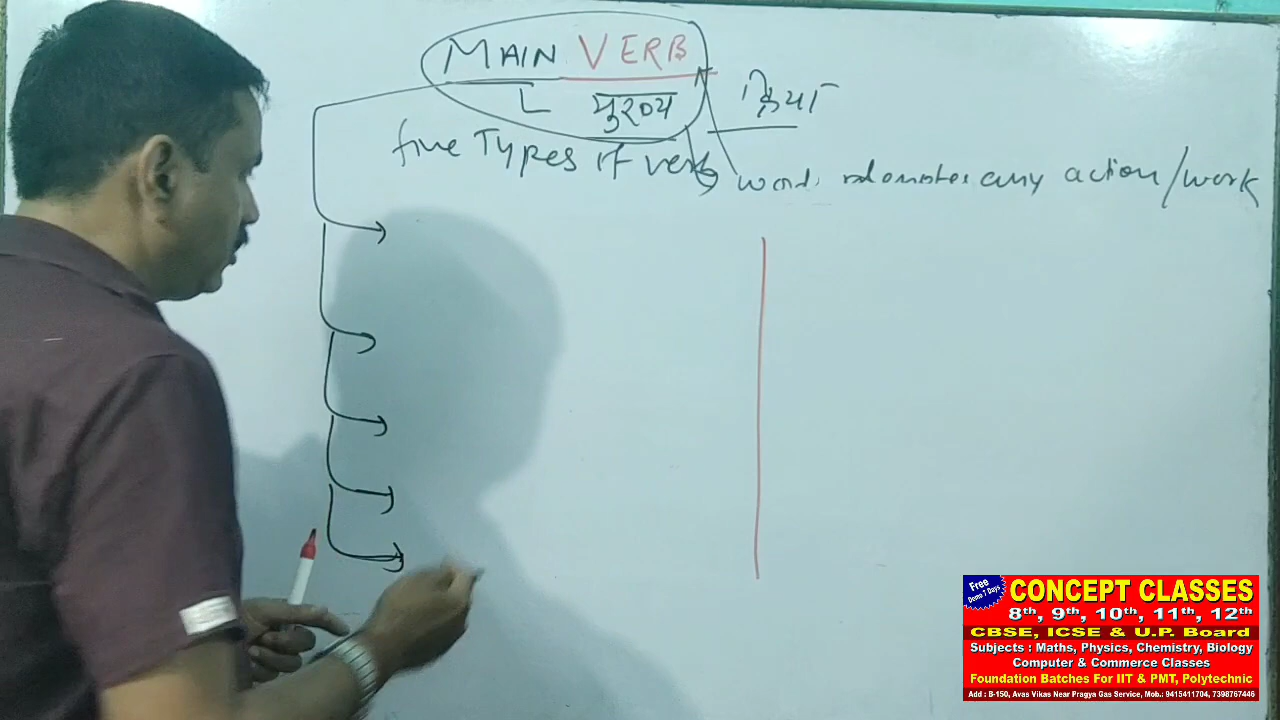 MAIN VERB
मुख्य क्रिया
five Types of verb
word denotes any action/work
Free
Demo 7 Days
CONCEPT CLASSES
8th, 9th, 10th, 11th, 12th
CBSE, ICSE & U.P. Board
Subjects : Maths, Physics, Chemistry, Biology
Computer & Commerce Classes
Foundation Batches For IIT & PMT, Polytechnic
Add : B-150, Avas Vikas Near Pragya Gas Service, Mob.: 9415411704, 7398767446